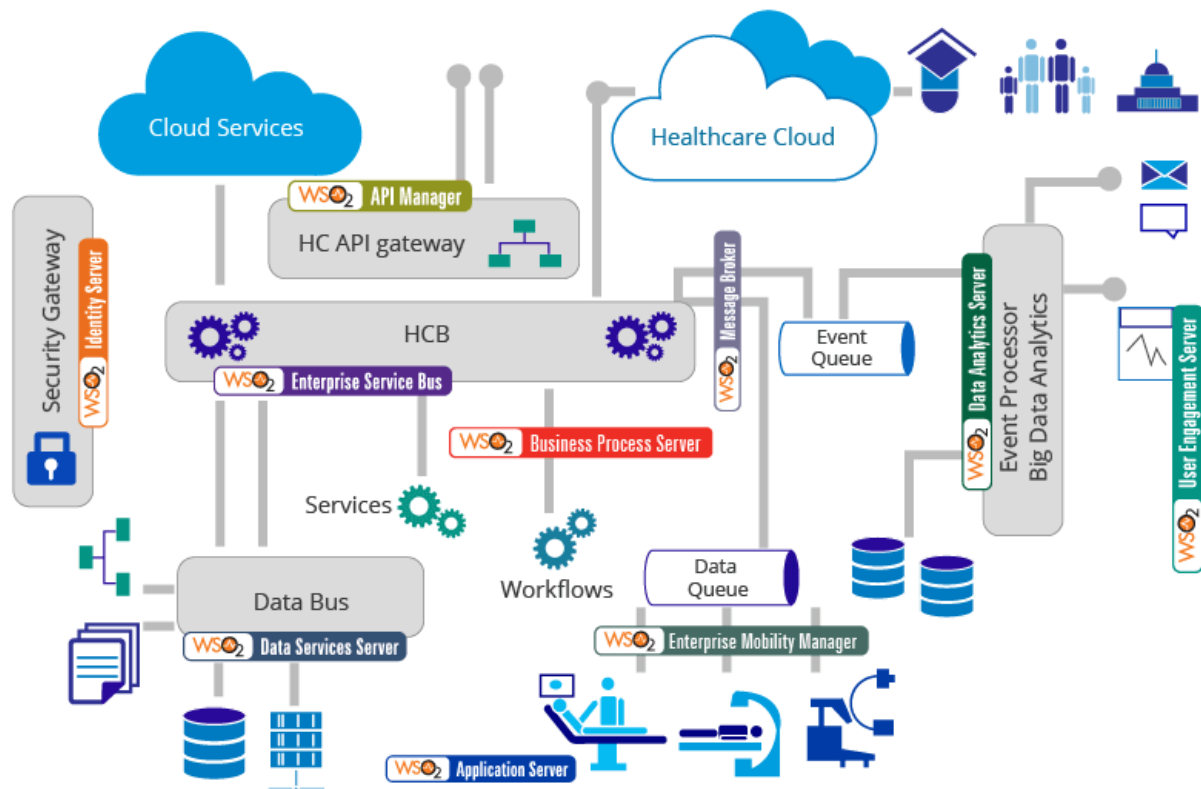 Cloud Services
Healthcare Cloud
WSO2 API Manager
HC API gateway
Security Gateway
WSO2 Identity Server
HCB
WSO2 Enterprise Service Bus
WSO2 Message Broker
Event
Queue
WSO2 Data Analytics Server
Event Processor
Big Data Analytics
WSO2 User Engagement Server
WSO2 Business Process Server
Services
Workflows
Data
Queue
Data Bus
WSO2 Data Services Server
WSO2 Enterprise Mobility Manager
WSO2 Application Server